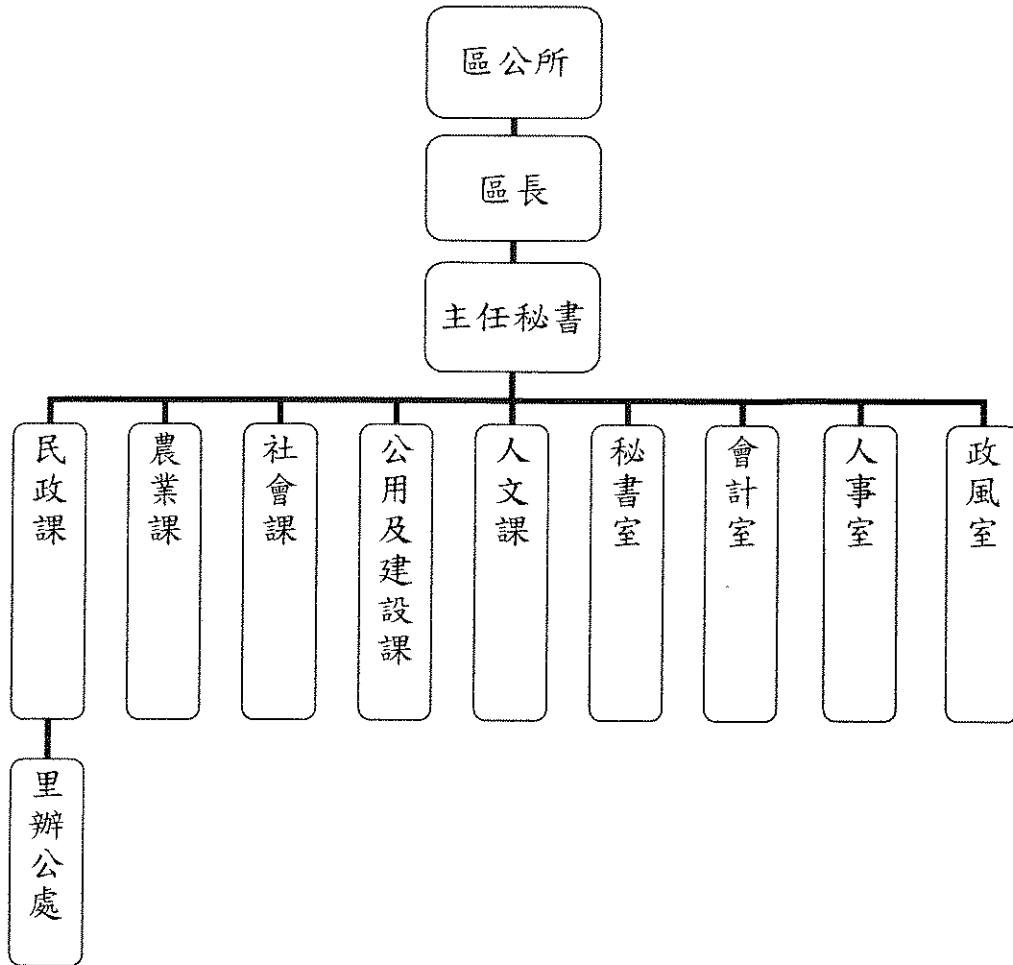 區公所
區長
主任秘書
民政課
農業課
社會課
公用及建設課
人文課
秘書室
會計室
人事室
政風室
里辦公處